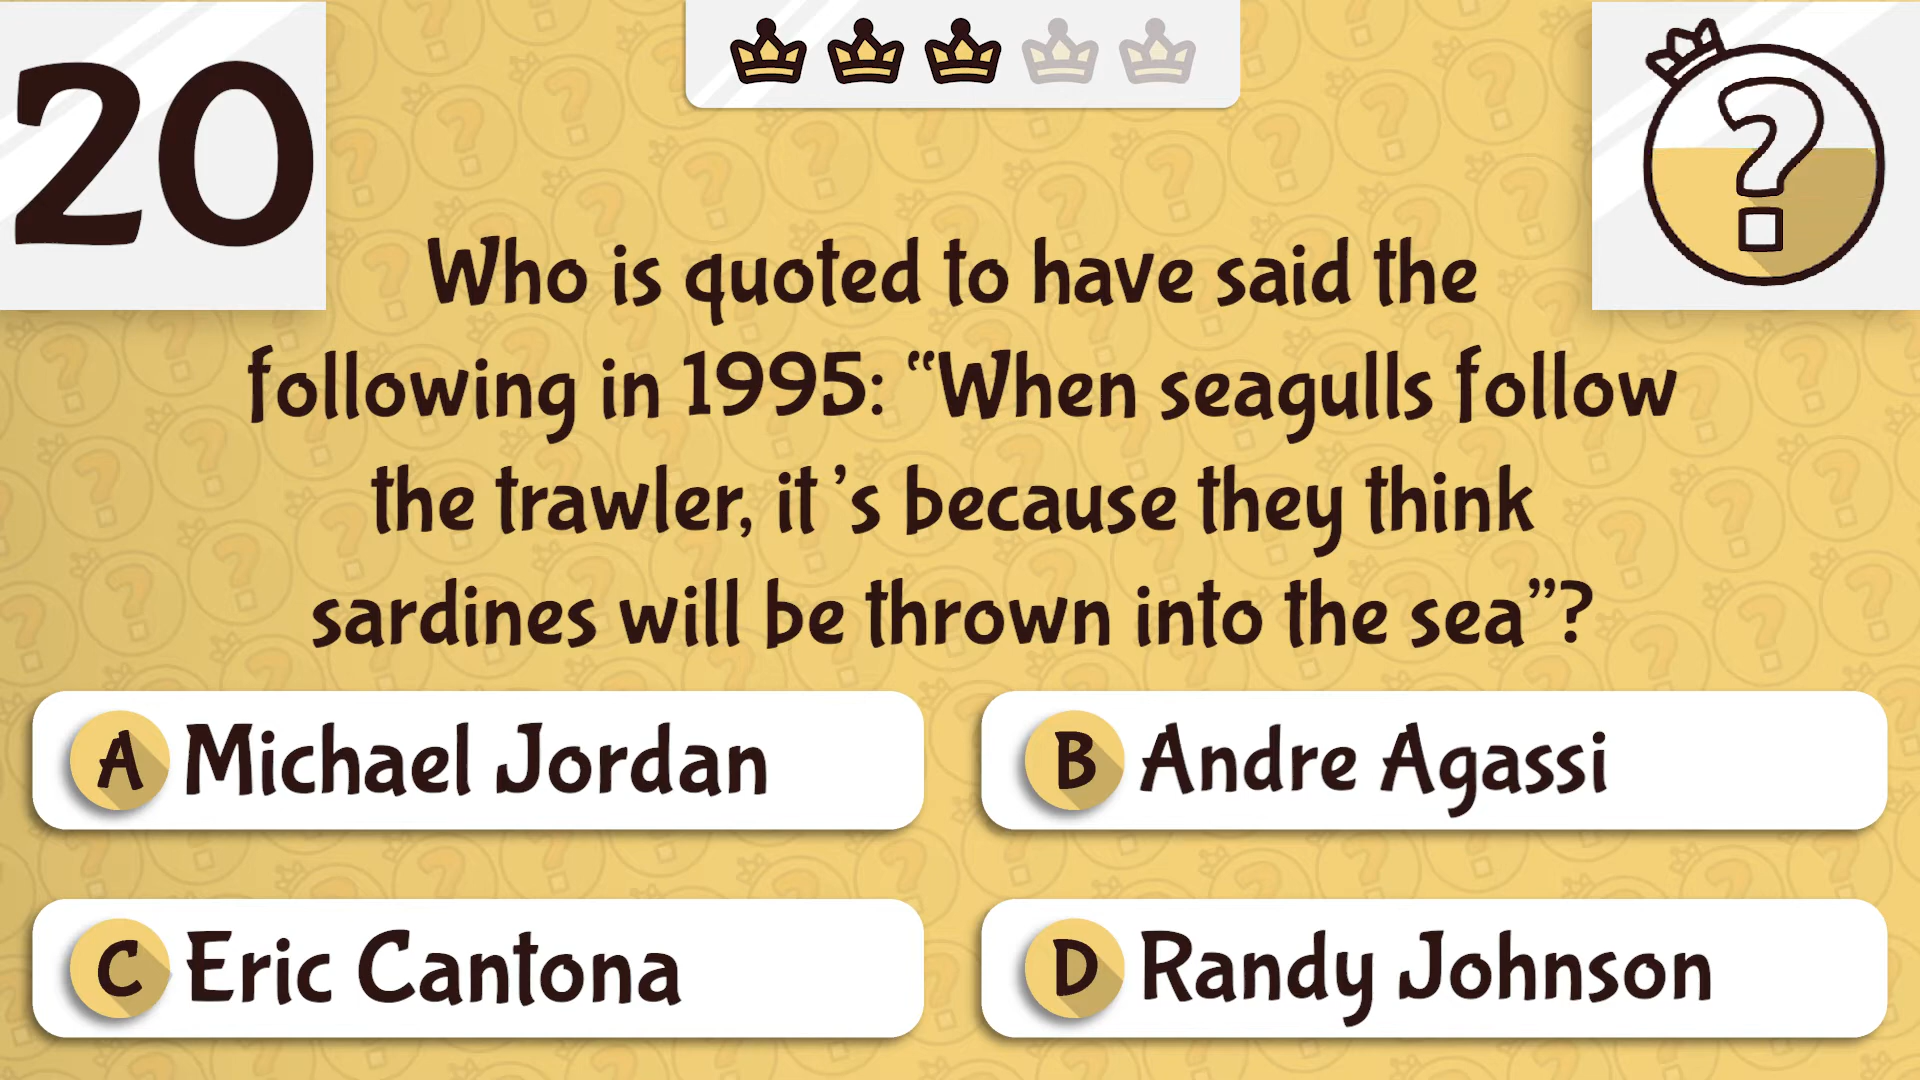 20
Who is quoted to have said the
following in 1995: “When seagulls follow
the trawler, it’s because they think
sardines will be thrown into the sea”?
A Michael Jordan
B Andre Agassi
C Eric Cantona
D Randy Johnson